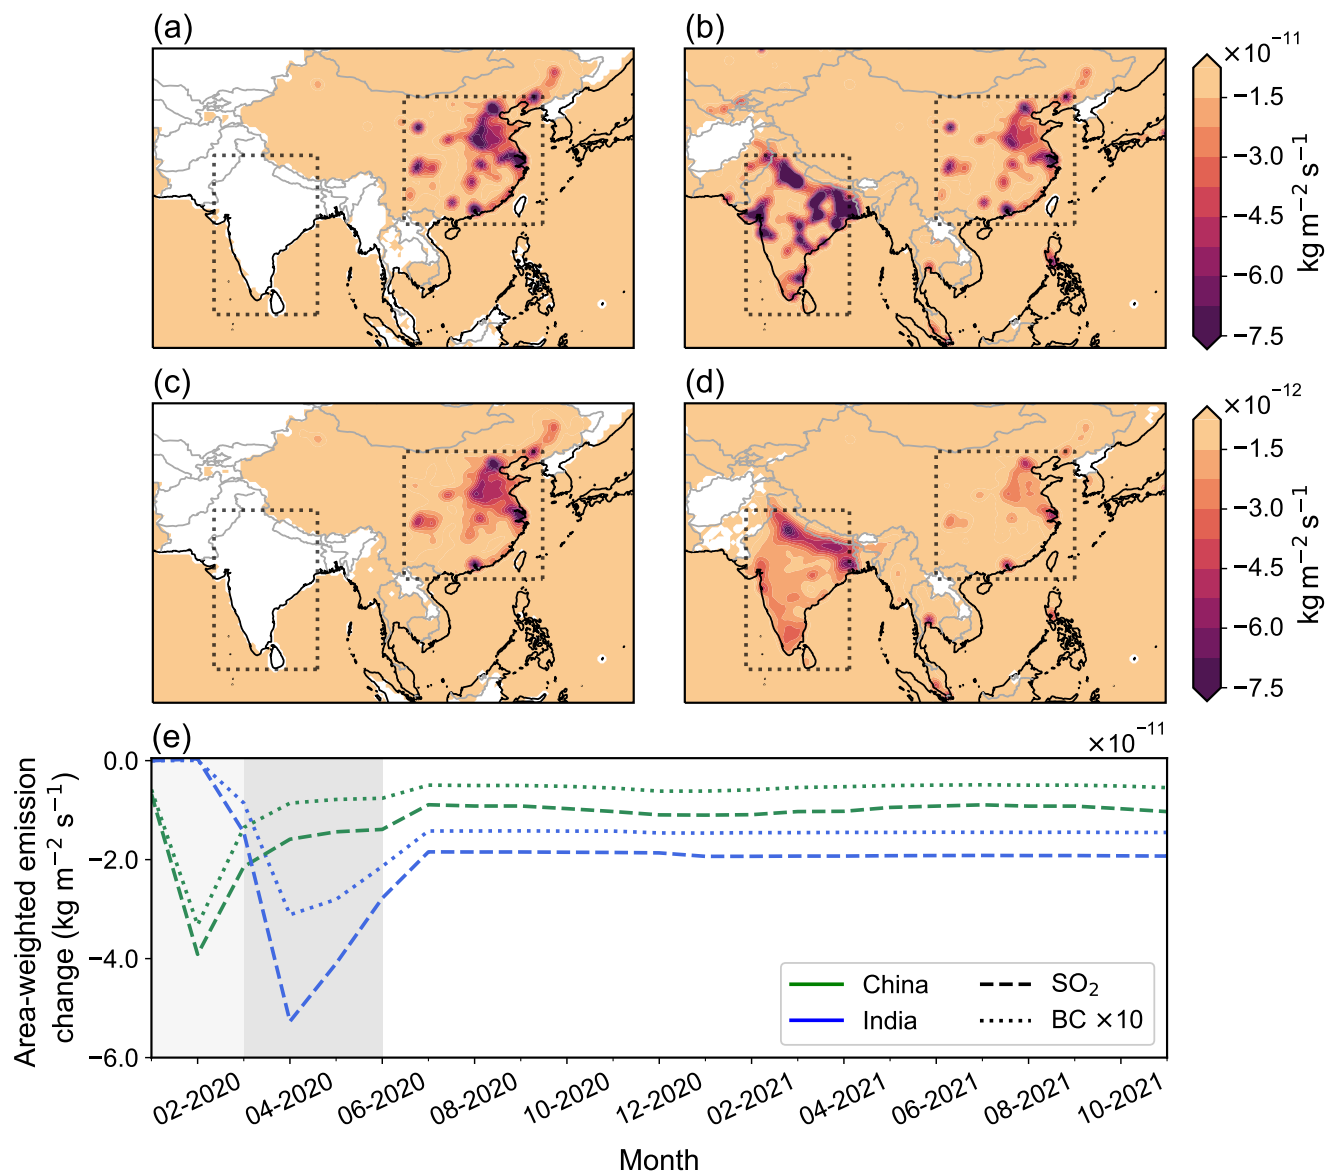 (a)
(b)
×10⁻¹¹
−1.5
−3.0
−4.5
−6.0
−7.5
kg m⁻² s⁻¹
(c)
(d)
×10⁻¹²
−1.5
−3.0
−4.5
−6.0
−7.5
kg m⁻² s⁻¹
(e)
×10⁻¹¹
Area-weighted emission
change (kg m⁻² s⁻¹)
0.0
−2.0
−4.0
−6.0
China
India
SO₂
BC ×10
02-2020
04-2020
06-2020
08-2020
10-2020
12-2020
02-2021
04-2021
06-2021
08-2021
10-2021
Month